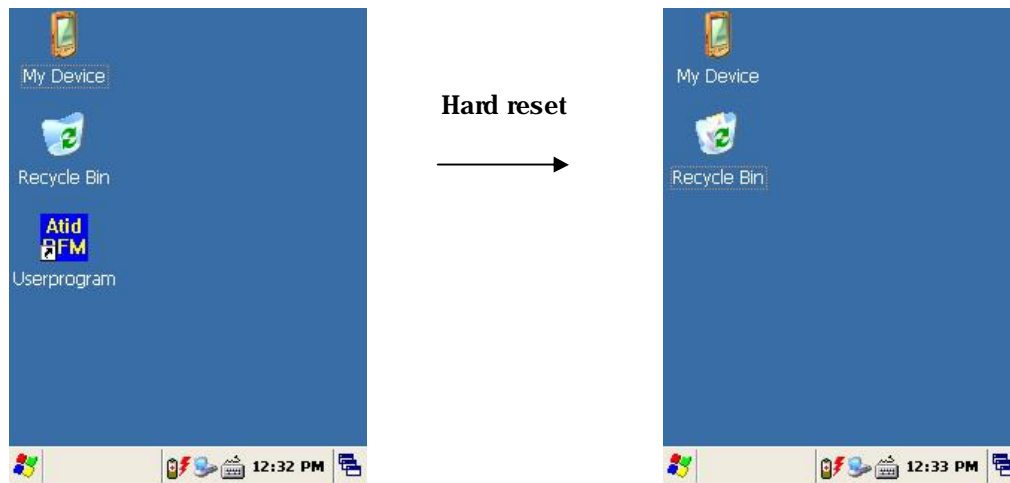 My Device
Recycle Bin
Atid
RFM
Userprogram
12:32 PM
Hard reset
My Device
Recycle Bin
12:33 PM